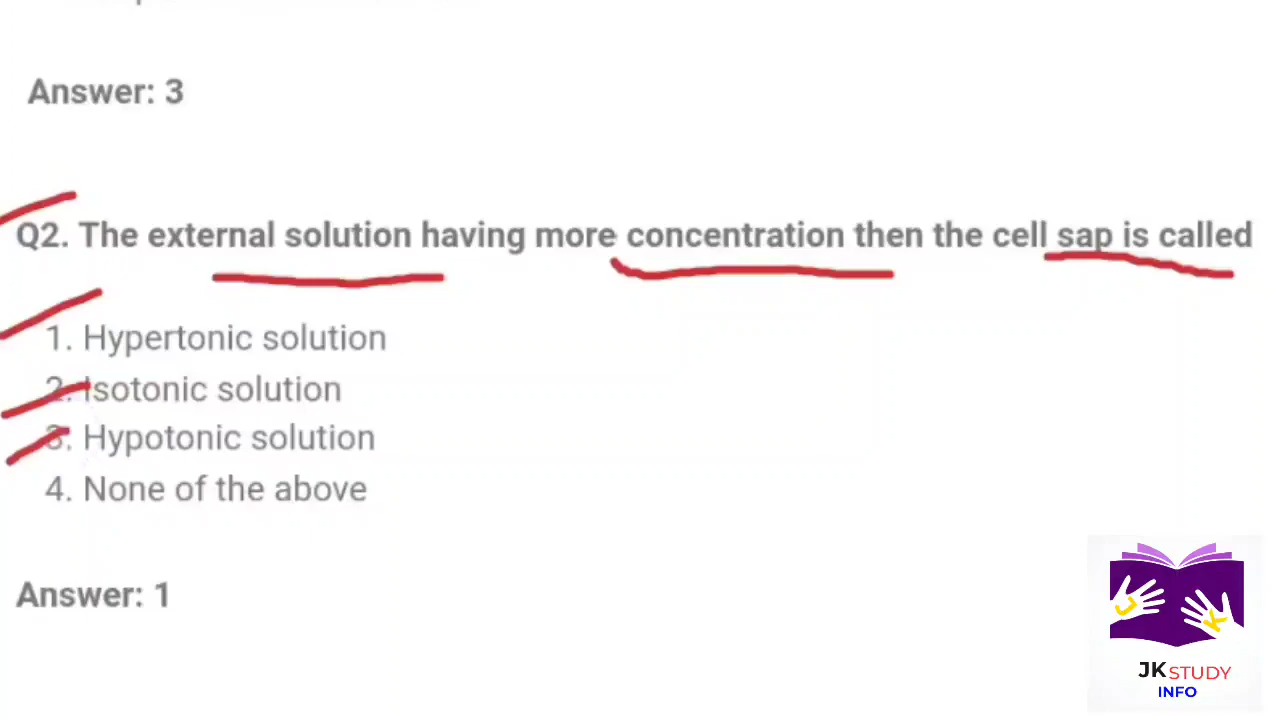 Answer: 3
Q2. The external solution having more concentration then the cell sap is called
1. Hypertonic solution
2. Isotonic solution
3. Hypotonic solution
4. None of the above
Answer: 1
JK STUDY
INFO